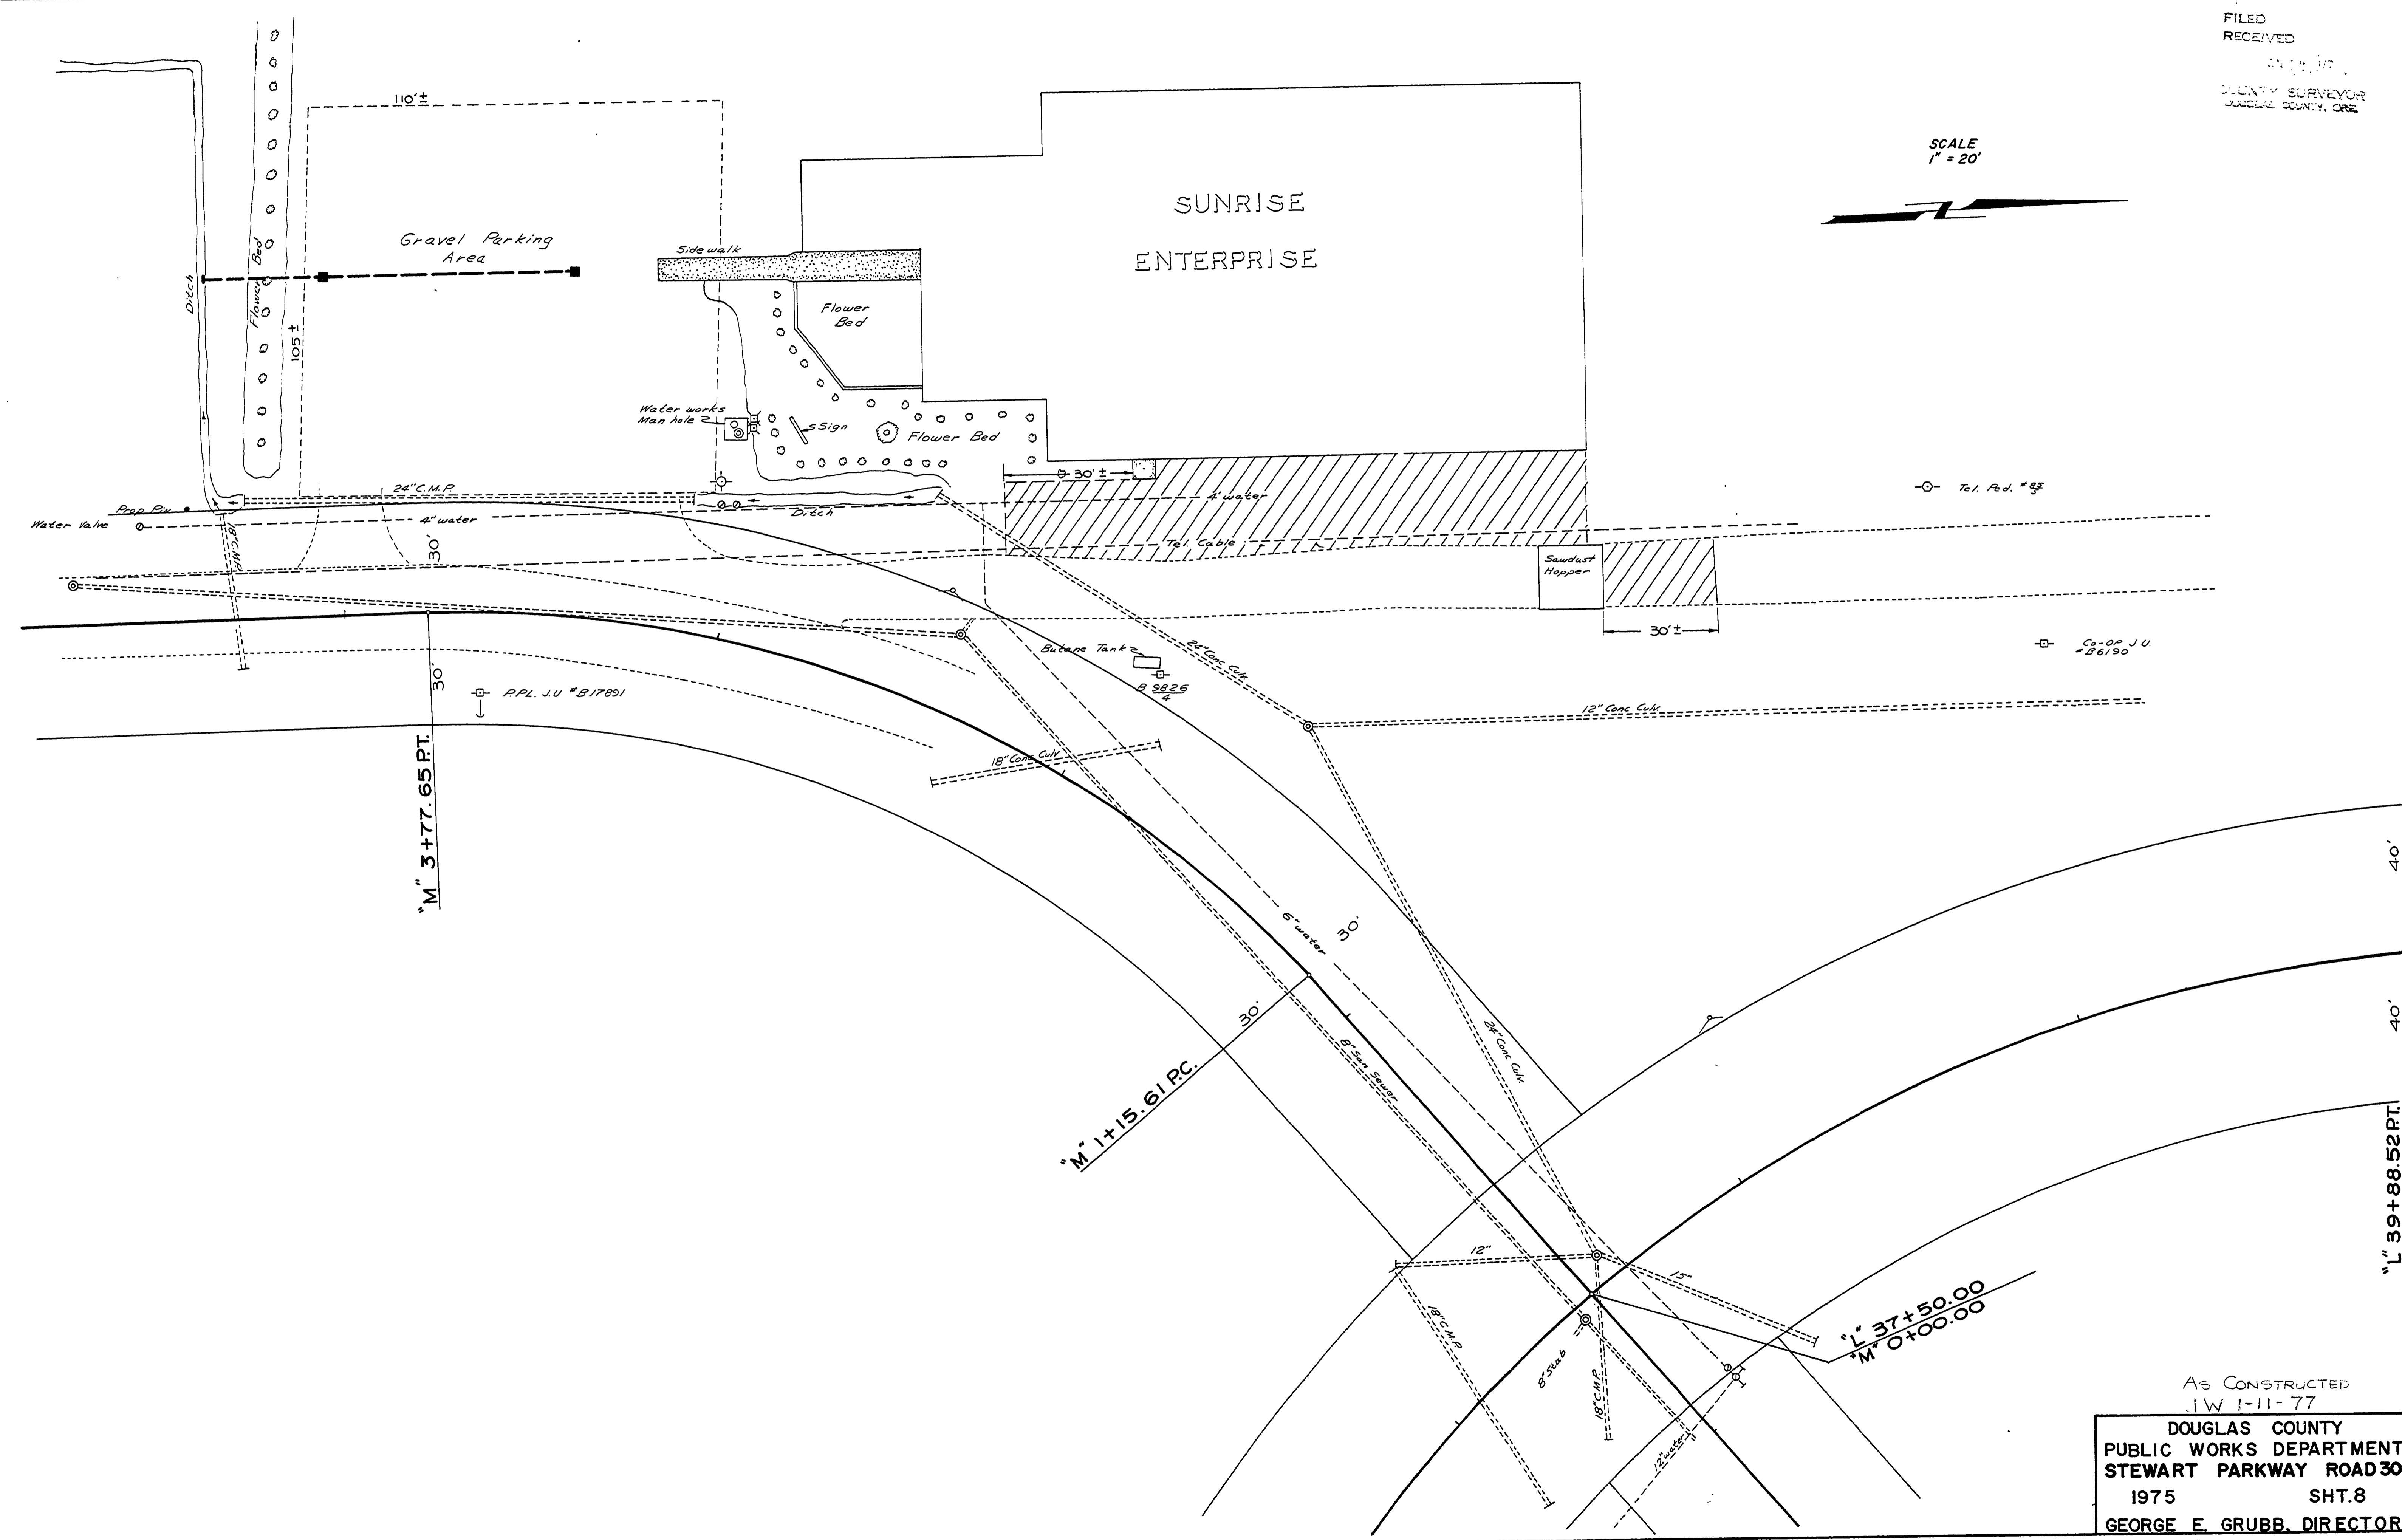 FILED
RECEIVED
COUNTY SURVEYOR
DOUGLAS COUNTY, ORE.
SCALE
1" = 20'
110'±
SUNRISE
ENTERPRISE
Gravel Parking
Area
Sidewalk
Ditch
Flower Bed
105 ±
Flower
Bed
Water works
Man hole
Sign
Flower Bed
30'±
24" C.M.P.
4" water
Tel. Ped.
Prop. Pin
Water Valve
4" water
Ditch
18" C.M.P.
30'
Tel. Cable
Sawdust
Hopper
30'±
Butane Tank
24" Conc Culv.
Co-op. J.U.
#B6190
30'
P.P.L. J.U #B17891
B 9826
4
12" Conc Culv.
18" Conc Culv
"M" 3+77.65 P.T.
40'
6" water
30'
30'
40'
8" San Sewer
24" Conc Culv.
"M" 1+15.61 P.C.
"L" 39+88.52 P.T.
12"
15"
18" C.M.P.
"L" 37+50.00
"M" 0+00.00
8" Stub
18" C.M.P.
12" water
As Constructed
JW 1-11-77
DOUGLAS COUNTY
PUBLIC WORKS DEPARTMENT
STEWART PARKWAY ROAD 30
1975 SHT.8
GEORGE E. GRUBB, DIRECTOR